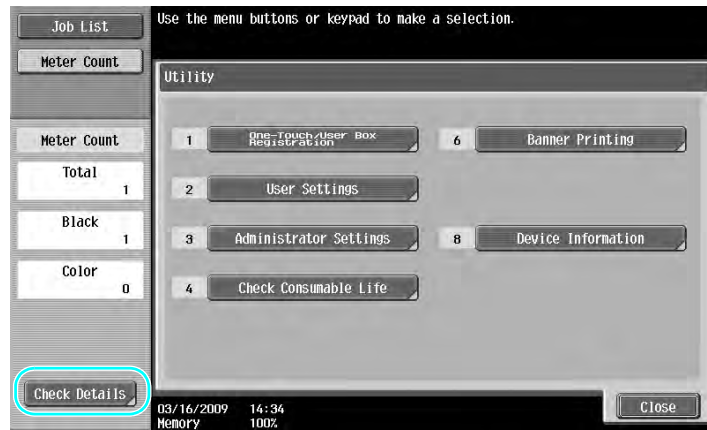 Job List
Use the menu buttons or keypad to make a selection.
Meter Count
Utility
Meter Count
Total
1
Black
1
Color
0
Check Details
1 One-Touch/User Box
Registration
6 Banner Printing
2 User Settings
3 Administrator Settings
8 Device Information
4 Check Consumable Life
03/16/2009 14:34
Memory 100%
Close